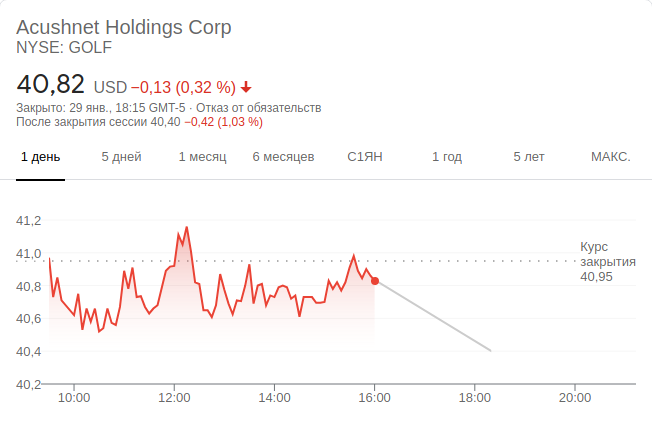 Acushnet Holdings Corp
NYSE: GOLF
40,82 USD −0,13 (0,32 %)
Закрыто: 29 янв., 18:15 GMT-5 · Отказ от обязательств
После закрытия сессии 40,40 −0,42 (1,03 %)
1 день 5 дней 1 месяц 6 месяцев С1ЯН 1 год 5 лет МАКС.
41,2
41,0
40,8
40,6
40,4
40,2
Курс
закрытия
40,95
10:00 12:00 14:00 16:00 18:00 20:00